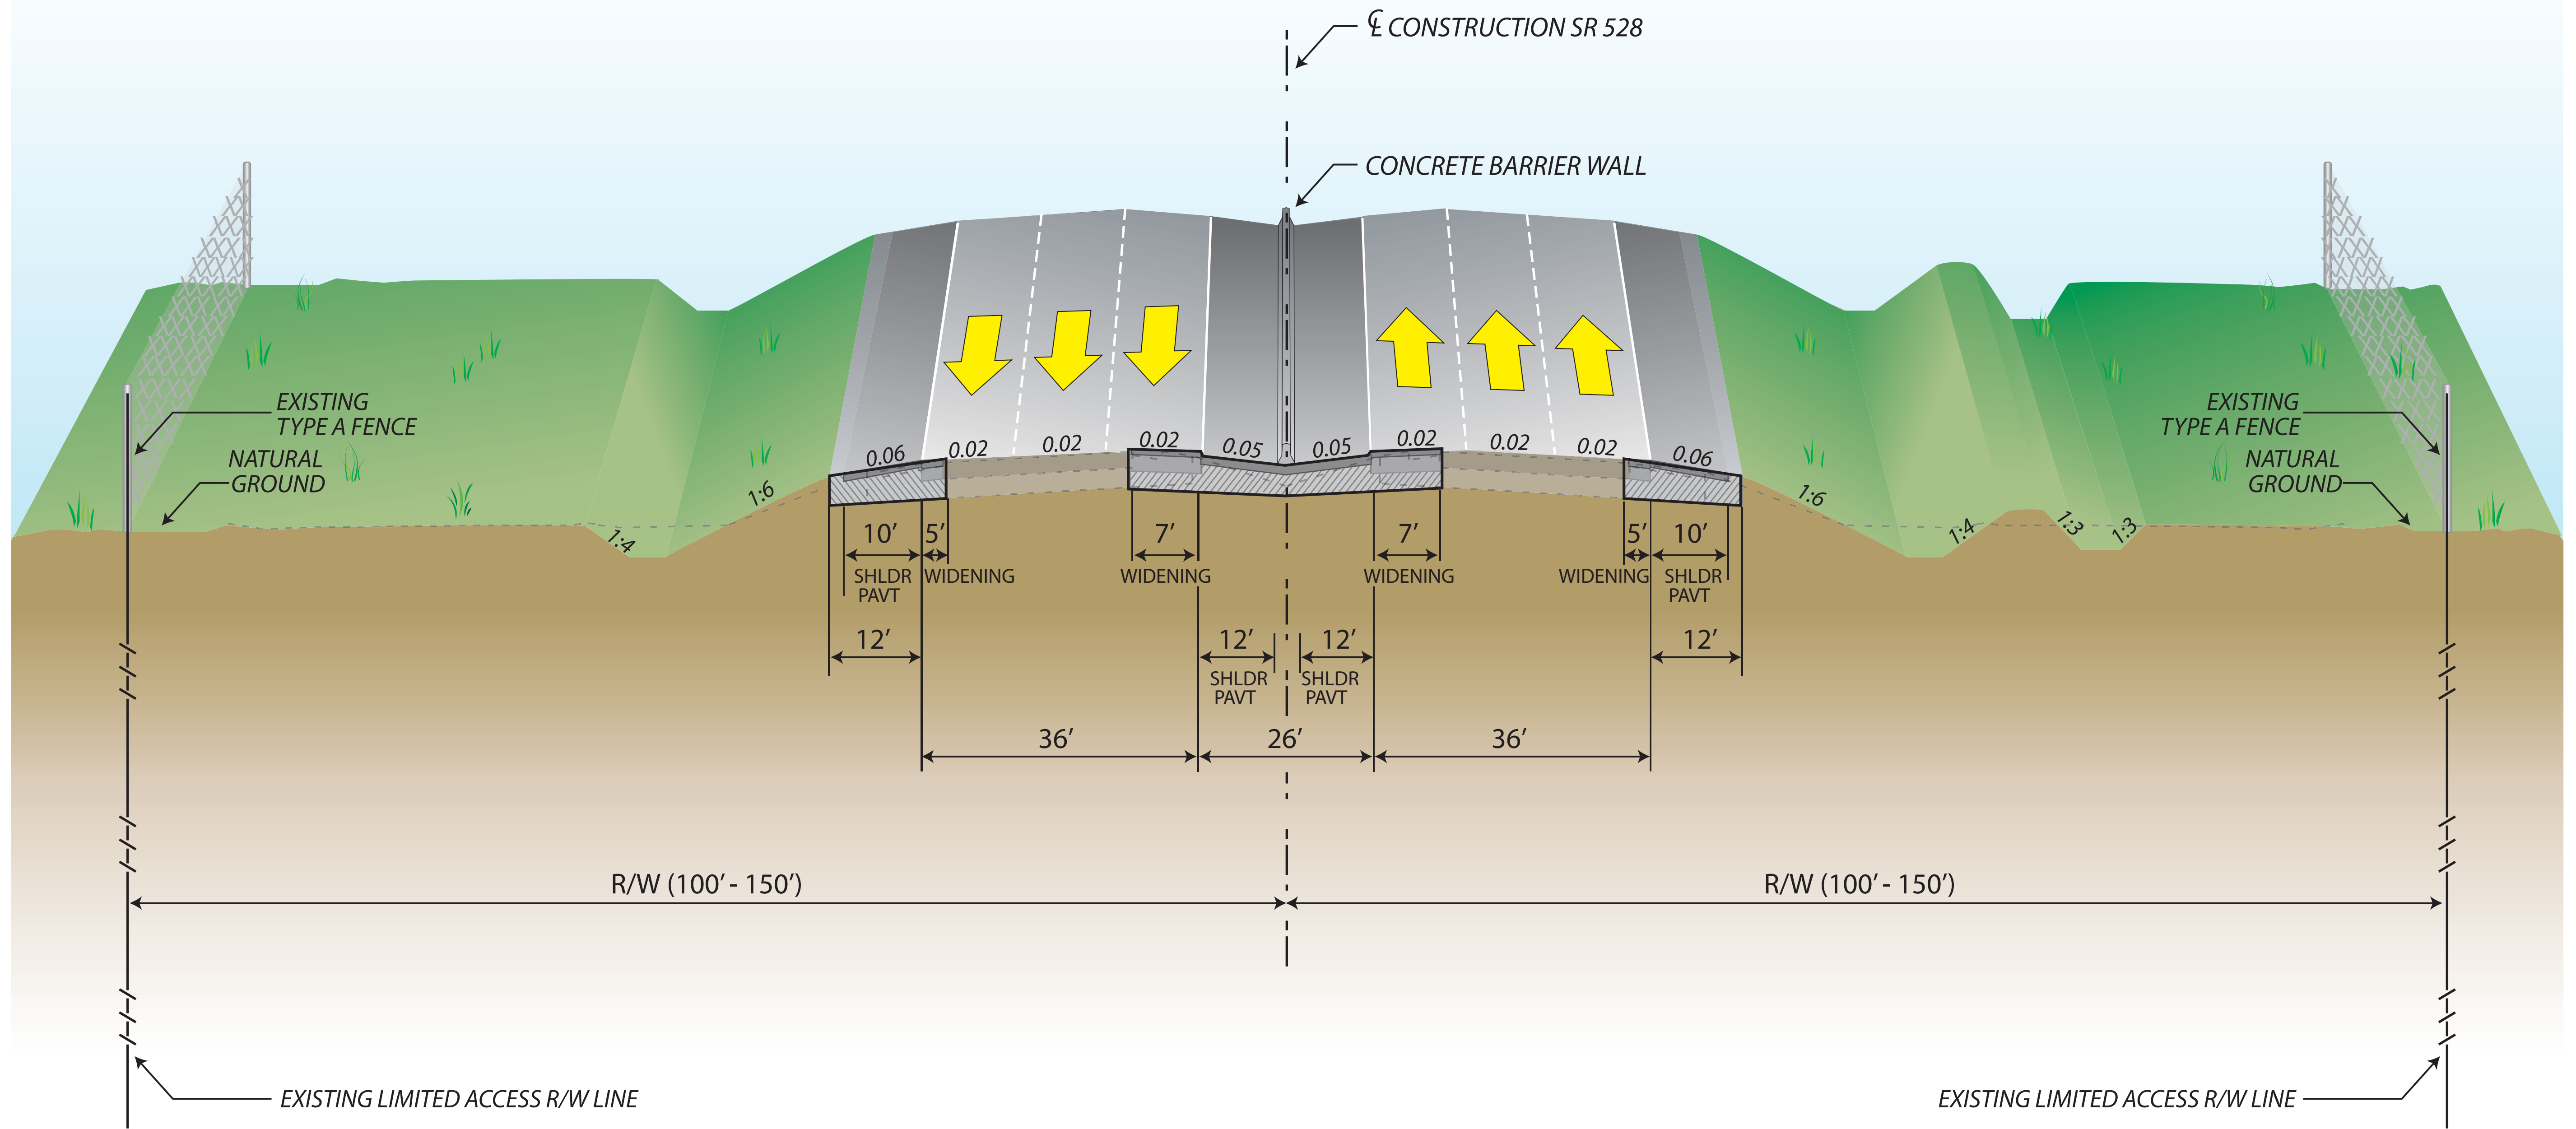 ℄ CONSTRUCTION SR 528
CONCRETE BARRIER WALL
EXISTING
TYPE A FENCE
NATURAL
GROUND
EXISTING
TYPE A FENCE
NATURAL
GROUND
0.06
0.02
0.02
0.02
0.05
0.05
0.02
0.02
0.02
0.06
1:4
1:6
1:6
1:4
1:3
1:3
10’
5’
7’
7’
5’
10’
SHLDR
PAVT
WIDENING
WIDENING
WIDENING
WIDENING
SHLDR
PAVT
12’
12’
12’
12’
SHLDR
PAVT
SHLDR
PAVT
36’
26’
36’
R/W (100’ - 150’)
R/W (100’ - 150’)
EXISTING LIMITED ACCESS R/W LINE
EXISTING LIMITED ACCESS R/W LINE